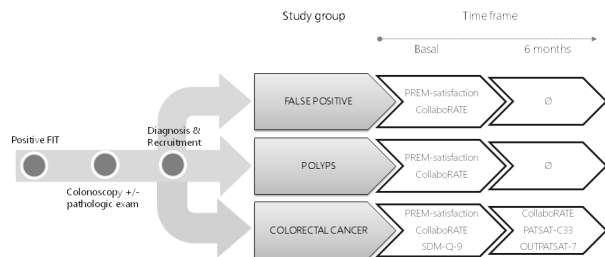 Study group
Time frame
Basal
6 months
FALSE POSITIVE
PREM-satisfaction
CollaboRATE
Ø
Positive FIT
Diagnosis &
Recruitment
Colonoscopy +/-
pathologic exam
POLYPS
PREM-satisfaction
CollaboRATE
Ø
COLORECTAL CANCER
PREM-satisfaction
CollaboRATE
SDM-Q-9
CollaboRATE
PATSAT-C33
OUTPATSAT-7